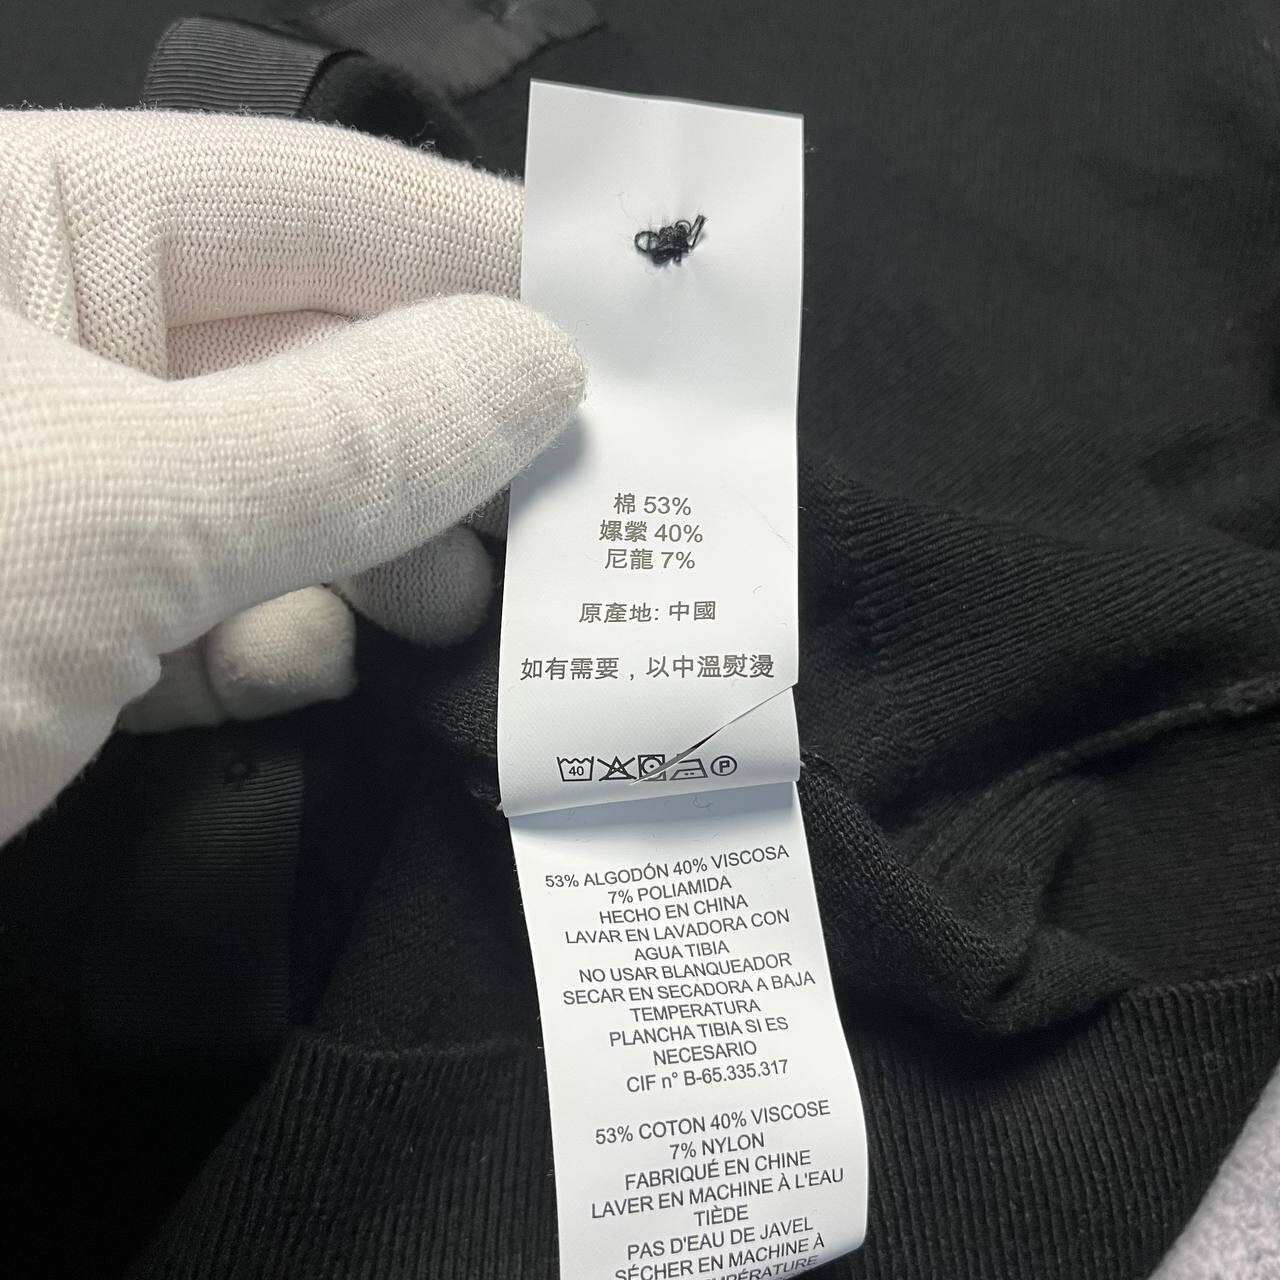 棉 53%
嫘縈 40%
尼龍 7%
原產地: 中國
如有需要，以中溫熨燙
40
P
53% ALGODÓN 40% VISCOSA
7% POLIAMIDA
HECHO EN CHINA
LAVAR EN LAVADORA CON
AGUA TIBIA
NO USAR BLANQUEADOR
SECAR EN SECADORA A BAJA
TEMPERATURA
PLANCHA TIBIA SI ES
NECESARIO
CIF n° B-65.335.317
53% COTON 40% VISCOSE
7% NYLON
FABRIQUÉ EN CHINE
LAVER EN MACHINE À L'EAU
TIÈDE
PAS D'EAU DE JAVEL
SÉCHER EN MACHINE À
TEMPÉRATURE